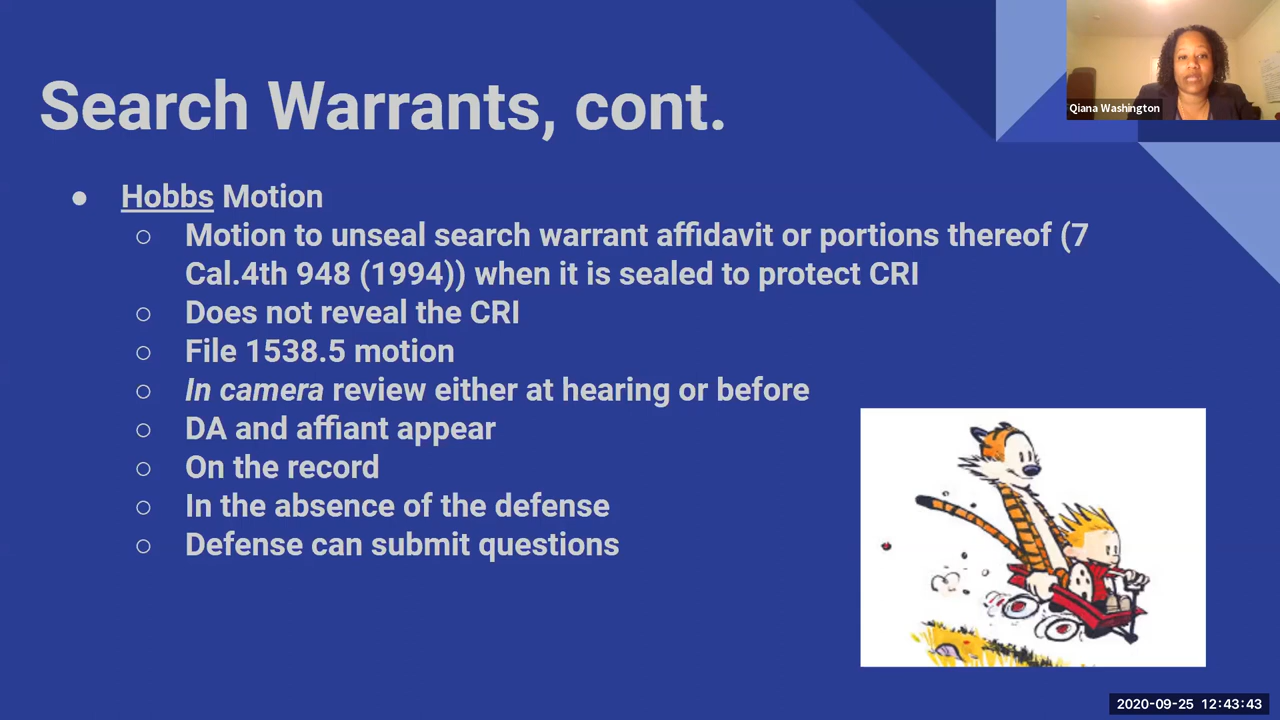 Search Warrants, cont.
Qiana Washington
● Hobbs Motion
○ Motion to unseal search warrant affidavit or portions thereof (7
Cal.4th 948 (1994)) when it is sealed to protect CRI
○ Does not reveal the CRI
○ File 1538.5 motion
○ In camera review either at hearing or before
○ DA and affiant appear
○ On the record
○ In the absence of the defense
○ Defense can submit questions
2020-09-25 12:43:43